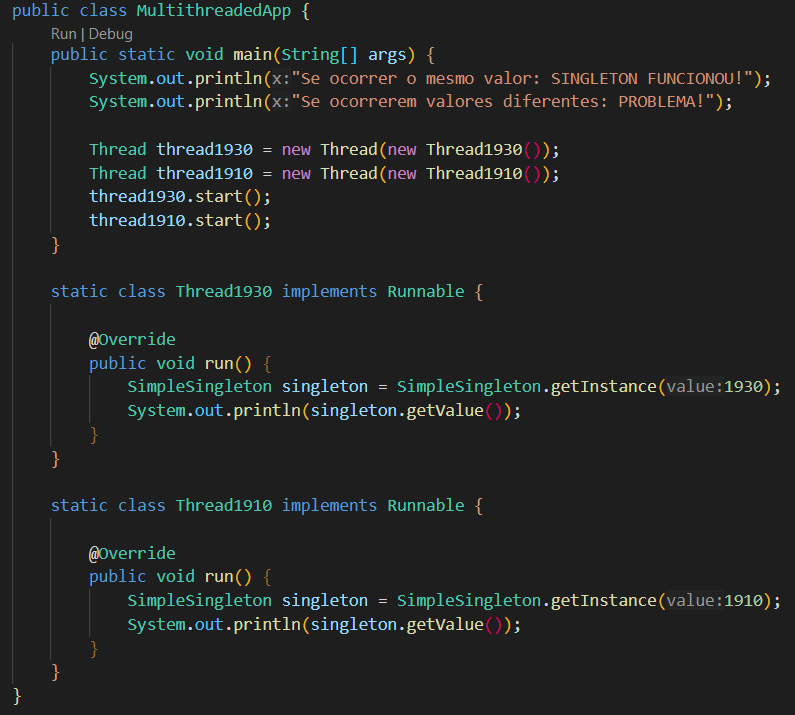 public class MultithreadedApp {
Run | Debug
public static void main(String[] args) {
System.out.println(x:"Se ocorrer o mesmo valor: SINGLETON FUNCIONOU!");
System.out.println(x:"Se ocorrerem valores diferentes: PROBLEMA!");
Thread thread1930 = new Thread(new Thread1930());
Thread thread1910 = new Thread(new Thread1910());
thread1930.start();
thread1910.start();
}
static class Thread1930 implements Runnable {
@Override
public void run() {
SimpleSingleton singleton = SimpleSingleton.getInstance(value:1930);
System.out.println(singleton.getValue());
}
}
static class Thread1910 implements Runnable {
@Override
public void run() {
SimpleSingleton singleton = SimpleSingleton.getInstance(value:1910);
System.out.println(singleton.getValue());
}
}
}